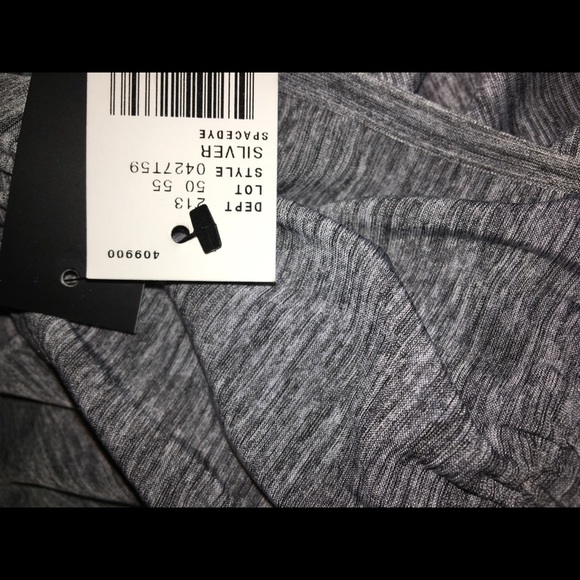 409900
DEPT 213
LOT 50 55
STYLE 0427T59
SILVER
SPACEDYE